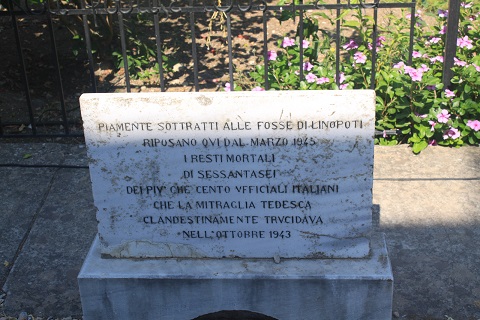 PIAMENTE SOTTRATTI ALLE FOSSE DI LINOPOTI
RIPOSANO QVI DAL MARZO 1945
I RESTI MORTALI
DI SESSANTASEI
DEI PIV' CHE CENTO VFFICIALI ITALIANI
CHE LA MITRAGLIA TEDESCA
CLANDESTINAMENTE TRVCIDAVA
NELL'OTTOBRE 1943